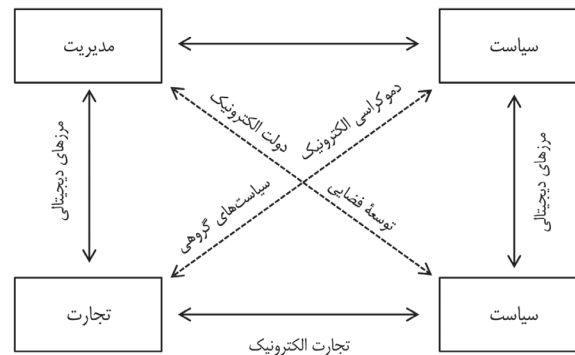 سیاست
مدیریت
دموکراسی الکترونیک
دولت الکترونیک
مرزهای دیجیتالی
مرزهای دیجیتالی
توسعهٔ فضایی
سیاست‌های گروهی
سیاست
تجارت
تجارت الکترونیک